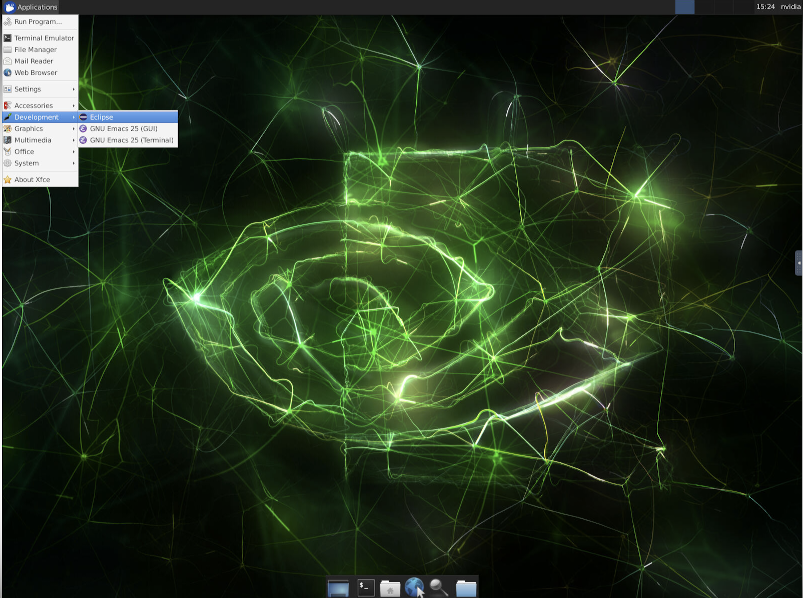 Applications
15:24 nvidia
Run Program...
Terminal Emulator
File Manager
Mail Reader
Web Browser
Settings
Accessories
Development
Eclipse
Graphics
GNU Emacs 25 (GUI)
Multimedia
GNU Emacs 25 (Terminal)
Office
System
About Xfce